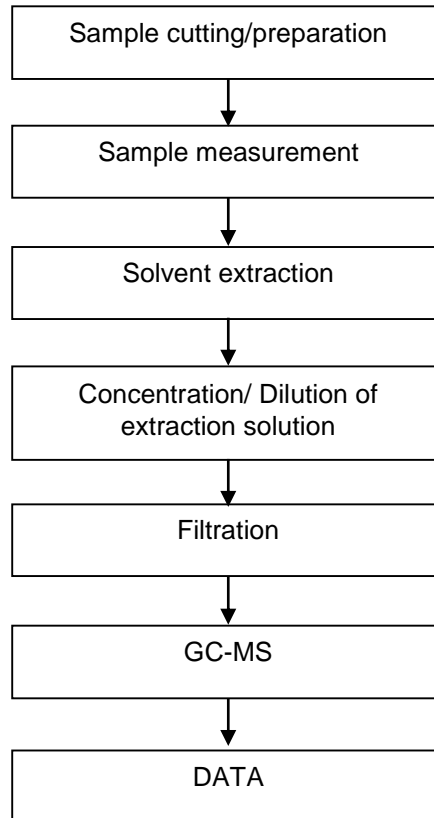 Sample cutting/preparation
Sample measurement
Solvent extraction
Concentration/ Dilution of
extraction solution
Filtration
GC-MS
DATA